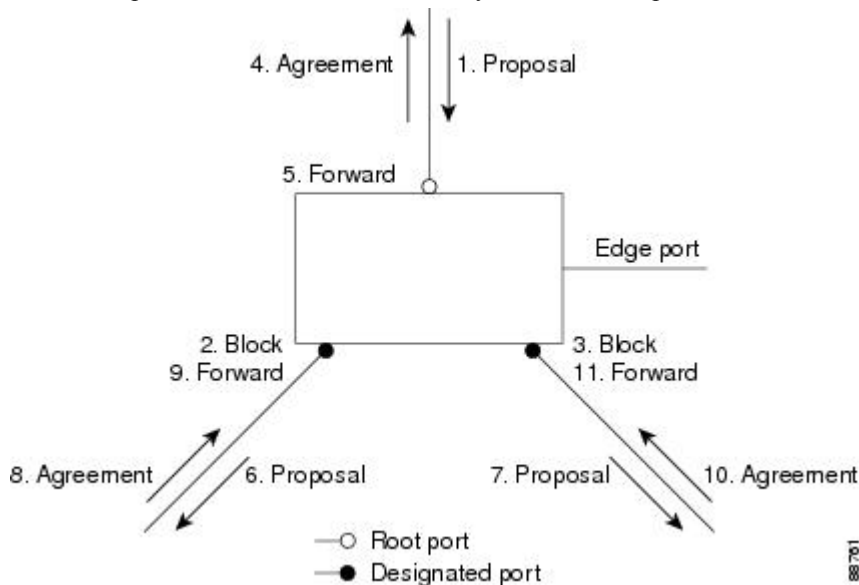 4. Agreement
1. Proposal
5. Forward
Edge port
2. Block
9. Forward
3. Block
11. Forward
8. Agreement
6. Proposal
7. Proposal
10. Agreement
Root port
Designated port
88761